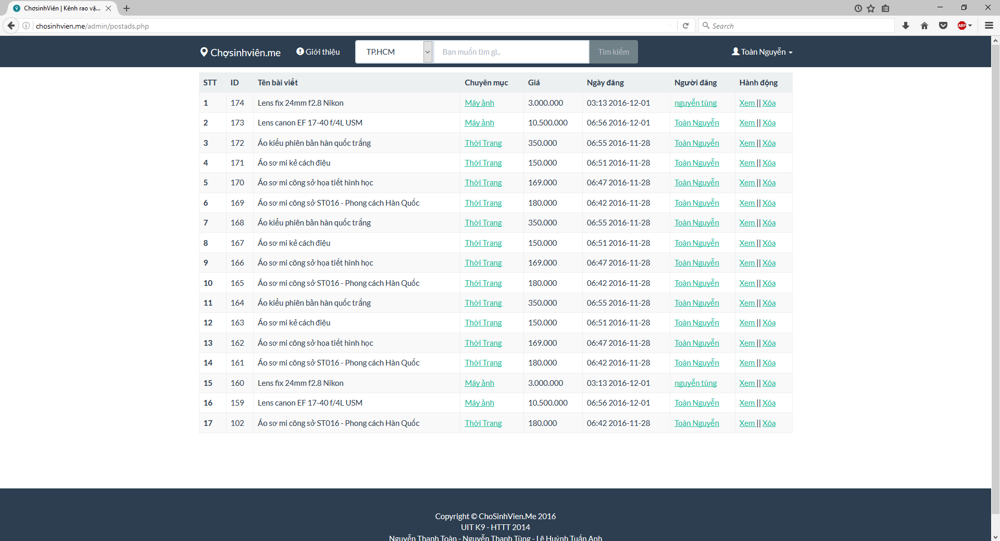 ChợsinhViên | Kênh rao vặ...
chosinhvien.me/admin/postads.php
Search
ABP
Chợsinhviên.me
Giới thiệu
TP.HCM
Bạn muốn tìm gì..
Tìm kiếm
Toàn Nguyễn
STT ID Tên bài viết Chuyên mục Giá Ngày đăng Người đăng Hành động
1 174 Lens fix 24mm f2.8 Nikon Máy ảnh 3.000.000 03:13 2016-12-01 nguyễn tùng Xem || Xóa
2 173 Lens canon EF 17-40 f/4L USM Máy ảnh 10.500.000 06:56 2016-12-01 Toàn Nguyễn Xem || Xóa
3 172 Áo kiểu phiên bản hàn quốc trắng Thời Trang 350.000 06:55 2016-11-28 Toàn Nguyễn Xem || Xóa
4 171 Áo sơ mi kẻ cách điệu Thời Trang 150.000 06:51 2016-11-28 Toàn Nguyễn Xem || Xóa
5 170 Áo sơ mi công sở họa tiết hình học Thời Trang 169.000 06:47 2016-11-28 Toàn Nguyễn Xem || Xóa
6 169 Áo sơ mi công sở ST016 - Phong cách Hàn Quốc Thời Trang 180.000 06:42 2016-11-28 Toàn Nguyễn Xem || Xóa
7 168 Áo kiểu phiên bản hàn quốc trắng Thời Trang 350.000 06:55 2016-11-28 Toàn Nguyễn Xem || Xóa
8 167 Áo sơ mi kẻ cách điệu Thời Trang 150.000 06:51 2016-11-28 Toàn Nguyễn Xem || Xóa
9 166 Áo sơ mi công sở họa tiết hình học Thời Trang 169.000 06:47 2016-11-28 Toàn Nguyễn Xem || Xóa
10 165 Áo sơ mi công sở ST016 - Phong cách Hàn Quốc Thời Trang 180.000 06:42 2016-11-28 Toàn Nguyễn Xem || Xóa
11 164 Áo kiểu phiên bản hàn quốc trắng Thời Trang 350.000 06:55 2016-11-28 Toàn Nguyễn Xem || Xóa
12 163 Áo sơ mi kẻ cách điệu Thời Trang 150.000 06:51 2016-11-28 Toàn Nguyễn Xem || Xóa
13 162 Áo sơ mi công sở họa tiết hình học Thời Trang 169.000 06:47 2016-11-28 Toàn Nguyễn Xem || Xóa
14 161 Áo sơ mi công sở ST016 - Phong cách Hàn Quốc Thời Trang 180.000 06:42 2016-11-28 Toàn Nguyễn Xem || Xóa
15 160 Lens fix 24mm f2.8 Nikon Máy ảnh 3.000.000 03:13 2016-12-01 nguyễn tùng Xem || Xóa
16 159 Lens canon EF 17-40 f/4L USM Máy ảnh 10.500.000 06:56 2016-12-01 Toàn Nguyễn Xem || Xóa
17 102 Áo sơ mi công sở ST016 - Phong cách Hàn Quốc Thời Trang 180.000 06:42 2016-11-28 Toàn Nguyễn Xem || Xóa
Copyright © ChoSinhVien.Me 2016
UIT K9 - HTTT 2014
Nguyễn Thanh Toàn - Nguyễn Thanh Tùng - Lê Huỳnh Tuấn Anh